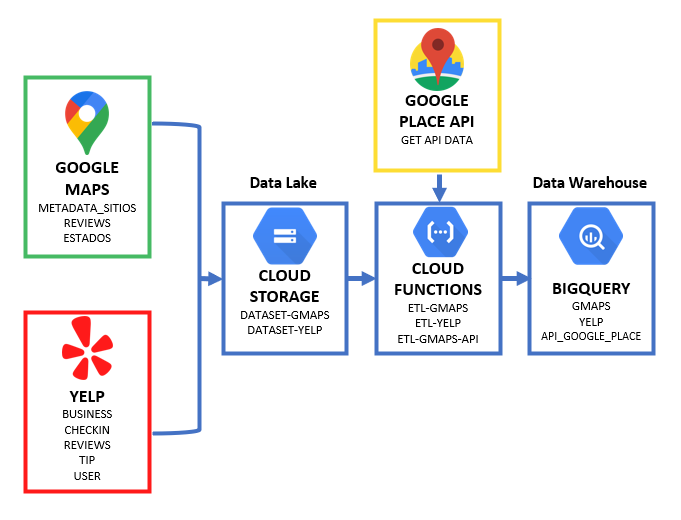 GOOGLE
MAPS
METADATA_SITIOS
REVIEWS
ESTADOS
YELP
BUSINESS
CHECKIN
REVIEWS
TIP
USER
Data Lake
CLOUD
STORAGE
DATASET-GMAPS
DATASET-YELP
GOOGLE
PLACE API
GET API DATA
CLOUD
FUNCTIONS
ETL-GMAPS
ETL-YELP
ETL-GMAPS-API
Data Warehouse
BIGQUERY
GMAPS
YELP
API_GOOGLE_PLACE